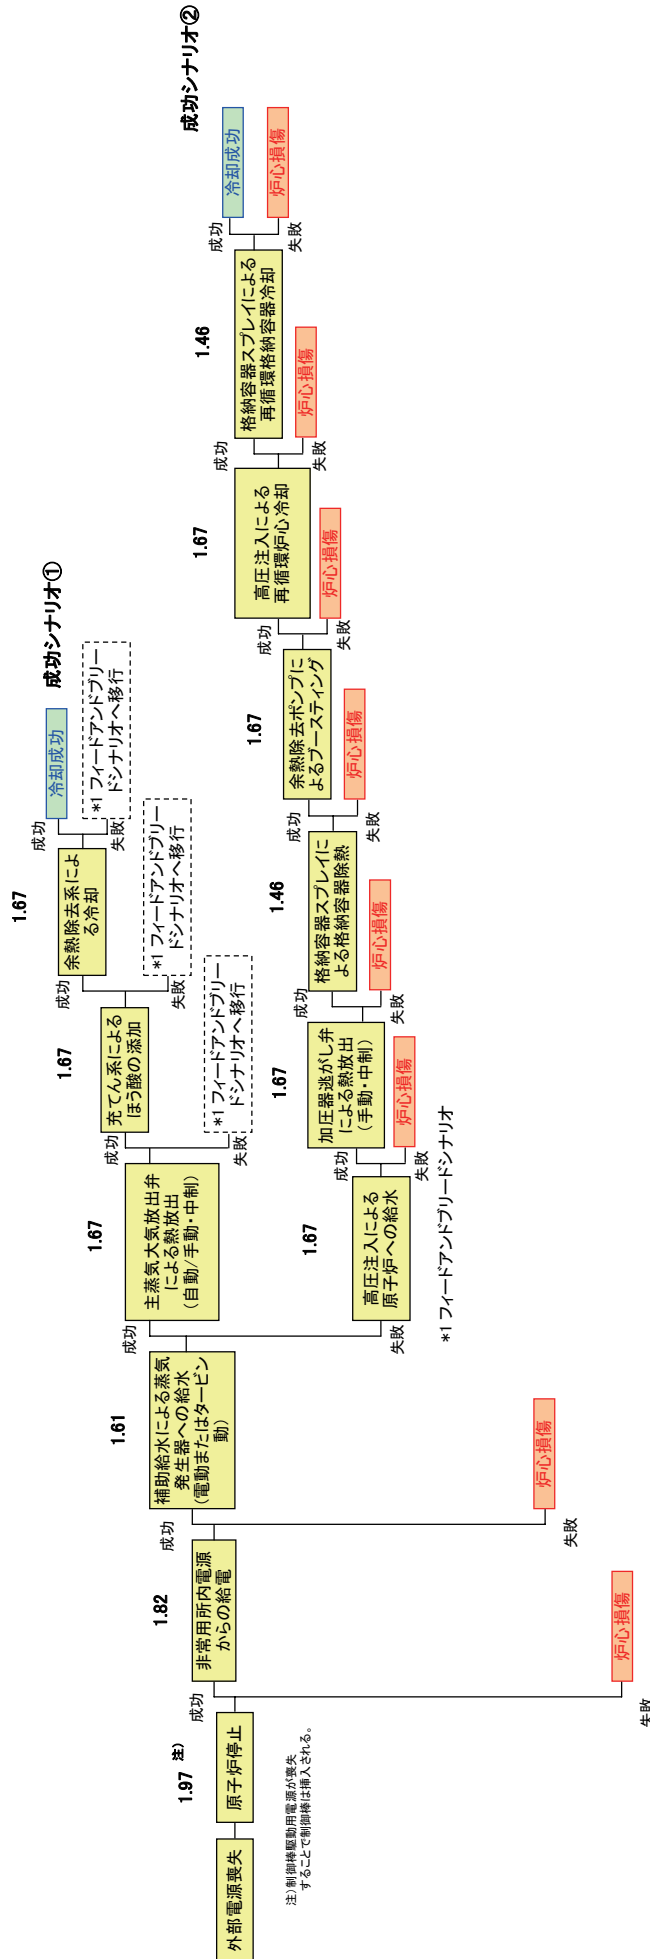 外部電源喪失
1.97 注)
原子炉停止
注)制御棒駆動用電源が喪失
することで制御棒は挿入される。
成功
失敗
炉心損傷
1.82
非常用所内電源
からの給電
成功
失敗
炉心損傷
1.61
補助給水による蒸気
発生器への給水
(電動またはタービン
動)
成功
失敗
1.67
主蒸気大気放出弁
による熱放出
(自動/手動・中制)
成功
失敗
*1 フィードアンドブリー
ドシナリオへ移行
1.67
充てん系による
ほう酸の添加
成功
失敗
*1 フィードアンドブリー
ドシナリオへ移行
1.67
余熱除去系によ
る冷却
成功
失敗
冷却成功
成功シナリオ①
*1 フィードアンドブリー
ドシナリオへ移行
1.67
高圧注入による
原子炉への給水
*1 フィードアンドブリードシナリオ
成功
失敗
炉心損傷
1.67
加圧器逃がし弁
による熱放出
(手動・中制)
成功
失敗
炉心損傷
1.46
格納容器スプレイに
よる格納容器除熱
成功
失敗
炉心損傷
1.67
余熱除去ポンプに
よるブースティング
成功
失敗
炉心損傷
1.67
高圧注入による
再循環炉心冷却
成功
失敗
炉心損傷
1.46
格納容器スプレイによる
再循環格納容器冷却
成功
失敗
冷却成功
炉心損傷
成功シナリオ②